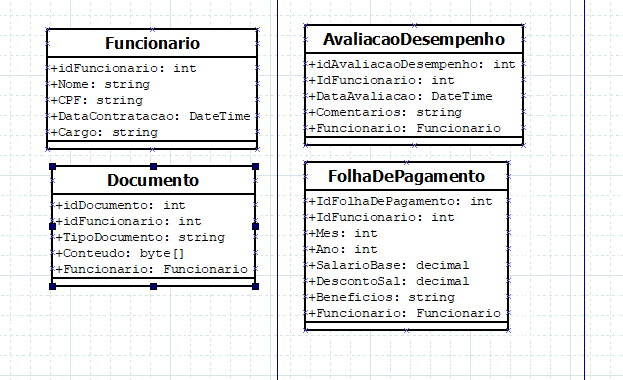 Funcionario
+idFuncionario: int
+Nome: string
+CPF: string
+DataContratacao: DateTime
+Cargo: string
Documento
+idDocumento: int
+idFuncionario: int
+TipoDocumento: string
+Conteudo: byte[]
+Funcionario: Funcionario
AvaliacaoDesempenho
+idAvaliacaoDesempenho: int
+IdFuncionario: int
+DataAvaliacao: DateTime
+Comentarios: string
+Funcionario: Funcionario
FolhaDePagamento
+IdFolhaDePagamento: int
+IdFuncionario: int
+Mes: int
+Ano: int
+SalarioBase: decimal
+DescontoSal: decimal
+Beneficios: string
+Funcionario: Funcionario